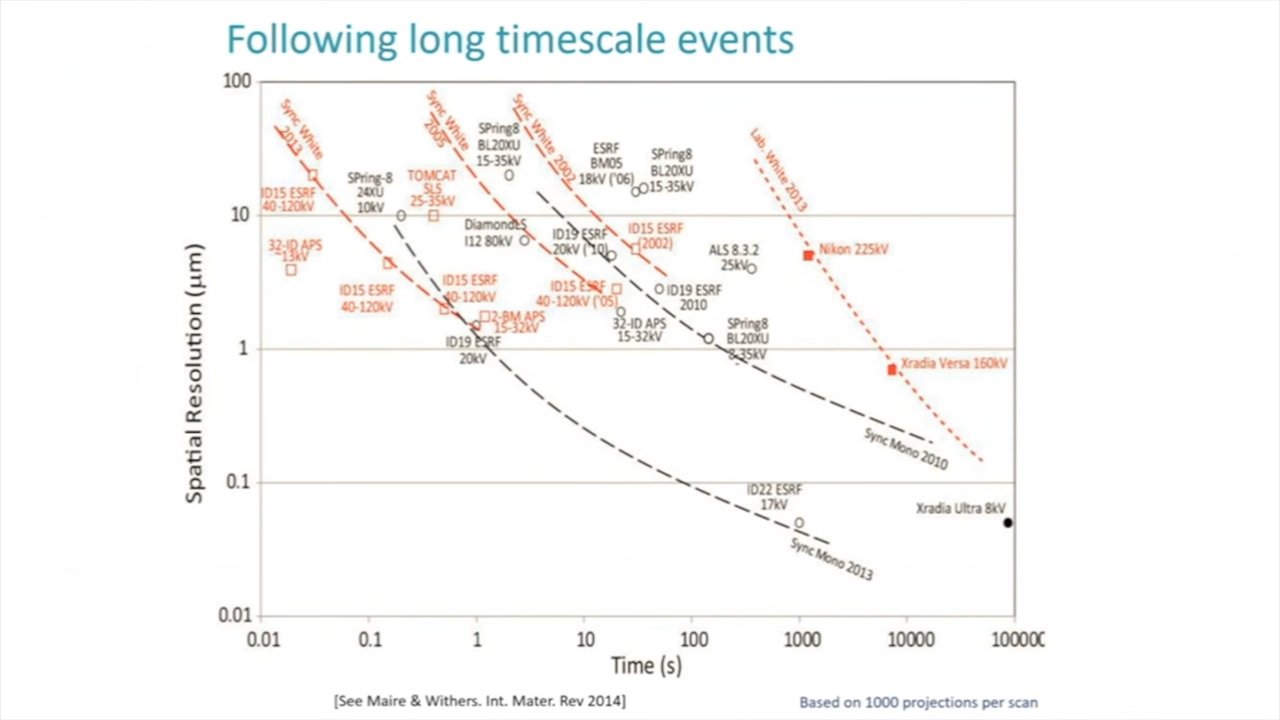 Following long timescale events
100
10
1
0.1
0.01
Spatial Resolution (µm)
Sync White
2013
Sync White
2005
Sync White 2002
Lab. White 2013
SPring8
BL20XU
15-35kV
ESRF
BM05
18kV ('06)
SPring8
BL20XU
15-35kV
SPring-8
24XU
10kV
TOMCAT
SLS
25-35kV
ID15 ESRF
40-120kV
DiamondLS
I12 80kV
ID19 ESRF
20kV ('10)
ID15 ESRF
(2002)
ALS 8.3.2
25kV
Nikon 225kV
32-ID APS
~13kV
ID15 ESRF
40-120kV
ID15 ESRF
40-120kV
ID15 ESRF
40-120kV ('05)
ID19 ESRF
2010
2-BM APS
15-32kV
32-ID APS
15-32kV
SPring8
BL20XU
8-35kV
ID19 ESRF
20kV
Xradia Versa 160kV
Sync Mono 2010
ID22 ESRF
17kV
Xradia Ultra 8kV
Sync Mono 2013
0.01 0.1 1 10 100 1000 10000 100000
Time (s)
[See Maire & Withers. Int. Mater. Rev 2014]
Based on 1000 projections per scan